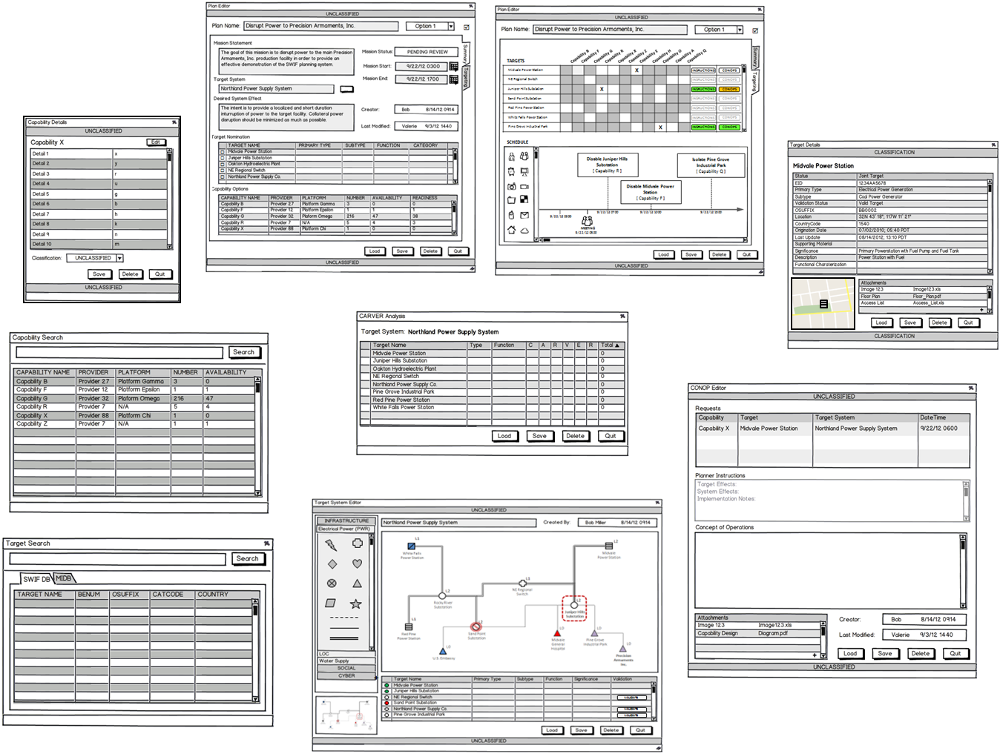 Plan Editor
UNCLASSIFIED
Plan Name: Disrupt Power to Precision Armaments, Inc. Option 1
Mission Statement
The goal of this mission is to disrupt power to the main Precision
Armaments, Inc. production facility in order to provide an
effective demonstration of the SWIF planning system.
Mission Status: PENDING REVIEW
Mission Start: 9/22/12 0300
Mission End: 9/22/12 1700
Summary
Targeting
Target System
Northland Power Supply System
Desired System Effect
The intent is to provide a localized and short duration
interruption of power to the target facility. Collateral power
disruption should be minimized as much as possible.
Creator: Bob 8/14/12 0914
Last Modified: Valerie 9/3/12 1440
Target Nomination
TARGET NAME PRIMARY TYPE SUBTYPE FUNCTION CATEGORY
Midvale Power Station
Juniper Hills Substation
Oakton Hydroelectric Plant
NE Regional Switch
Northland Power Supply Co.
Capability Options
CAPABILITY NAME PROVIDER PLATFORM NUMBER AVAILABILITY READINESS
Capability B Provider 27 Platform Gamma 3 0 0
Capability F Provider 12 Platform Epsilon 1 1 1
Capability G Provider 32 Plaform Omega 216 47 38
Capability R Provider 7 N/A 5 4 3
Capability X Provider 88 Platform Chi 1 0 0
Load Save Delete Quit
UNCLASSIFIED
Plan Editor
UNCLASSIFIED
Plan Name: Disrupt Power to Precision Armaments, Inc. Option 1
TARGETS
Capability B
Capability F
Capability G
Capability R
Capability X
Capability Z
Capability E
Capability H
Capability O
Capability A
Capability Q
Summary
Targeting
Midvale Power Station X INSTRUCTIONS CONOPS
NE Regional Switch INSTRUCTIONS CONOPS
Juniper Hills Substation X INSTRUCTIONS CONOPS
Sand Point Substation INSTRUCTIONS CONOPS
Red Pine Power Station INSTRUCTIONS CONOPS
White Falls Power Station INSTRUCTIONS CONOPS
Pine Grove Industrial Park X INSTRUCTIONS CONOPS
SCHEDULE
Disable Juniper Hills
Substation
[ Capability R ]
Isolate Pine Grove
Industrial Park
[ Capability Q ]
Disable Midvale Power
Station
[ Capability F ]
9/22/12 0700
9/22/12 1000
9/22/12 1500
MEETING
Load Save Delete Quit
UNCLASSIFIED
Capability Details
UNCLASSIFIED
Capability X Edit
Detail 1 x
Detail 2 y
Detail 3 r
Detail 4 u
Detail 5 g
Detail 6 b
Detail 7 h
Detail 8 k
Detail 9 n
Detail 10 m
Classification: UNCLASSIFIED
Save Delete Quit
UNCLASSIFIED
Target Details
CLASSIFICATION
Midvale Power Station
Status Joint Target
EID 1234AA5678
Primary Type Electrical Power Generation
Subtype Coal Power Generator
Validation Status Valid Target
OSUFFIX BB0002
Location 32N 43' 18"; 117W 11' 21"
CountryCode 1540
Origination Date 07/02/2010; 05:40 PDT
Last Update 08/14/2012; 13:10 PDT
Supporting Material
Significance Primary Powerstation with Fuel Pump and Fuel Tank
Description Power Station with Fuel
Functional Charaterization
Attachments
Image 123 Image123.xls
Floor Plan Floor_Plan.pdf
Access List Access_List.xls
+
Load Save Delete Quit
CLASSIFICATION
CARVER Analysis
Target System: Northland Power Supply System
Target Name Type Function C A R V E R Total ▲
Midvale Power Station 0
Juniper Hills Substation 0
Oakton Hydroelectric Plant 0
NE Regional Switch 0
Northland Power Supply Co. 0
Pine Grove Industrial Park 0
Red Pine Power Station 0
White Falls Power Station 0
Load Save Delete Quit
Capability Search
Search
CAPABILITY NAME PROVIDER PLATFORM NUMBER AVAILABILITY
Capability B Provider 27 Platform Gamma 3 0
Capability F Provider 12 Platform Epsilon 1 1
Capability G Provider 32 Plaform Omega 216 47
Capability R Provider 7 N/A 5 4
Capability X Provider 88 Platform Chi 1 0
Capability Z Provider 7 N/A 1 1
CONOP Editor
UNCLASSIFIED
Requests
Capability Target Target System DateTime
Capability X Midvale Power Station Northland Power Supply System 9/22/12 0600
Planner Instructions
Target Effects:
System Effects:
Implementation Notes:
Concept of Operations
Attachments
Image 123 Image123.xls
Capability Design Diagram.pdf
+
Creator: Bob 8/14/12 0914
Last Modified: Valerie 9/3/12 1440
Load Save Delete Quit
UNCLASSIFIED
Target Search
Search
SWIF DB MIDB
TARGET NAME BENUM OSUFFIX CATCODE COUNTRY
Target System Editor
UNCLASSIFIED
INFRASTRUCTURE
Electrical Power (PWR)
LOC
Water Supply
SOCIAL
CYBER
Northland Power Supply System Created By: Bob Miller 8/14/12 0914
L1
White Falls
Power Station
L2
Midvale
Power Station
L3
NE Regional
Switch
L2
Rocky River
Substation
L2
Juniper Hills
Substation
L1
Red Pine
Power Station
Sand Point
Substation
L0
U.S. Embassy
L0
Midvale
General
Hospital
L0
Pine Grove
Industrial Park
L0
Precision
Armaments
Inc.
Target Name Primary Type Subtype Function Significance Validation
Midvale Power Station
Juniper Hills Substation
NE Regional Switch VALIDATE
Sand Point Substation
Northland Power Supply Co. VALIDATE
Pine Grove Industrial Park VALIDATE
Load Save Delete Quit
UNCLASSIFIED